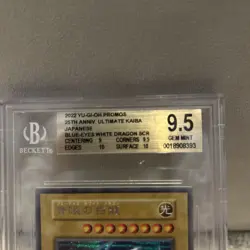 2022 YU-GI-OH PROMOS
25TH ANNIV. ULTIMATE KAIBA
JAPANESE
BLUE-EYES WHITE DRAGON SCR
CENTERING 9 CORNERS 9.5
EDGES 10 SURFACE 10
9.5
GEM MINT
0018908393
B
BECKETT